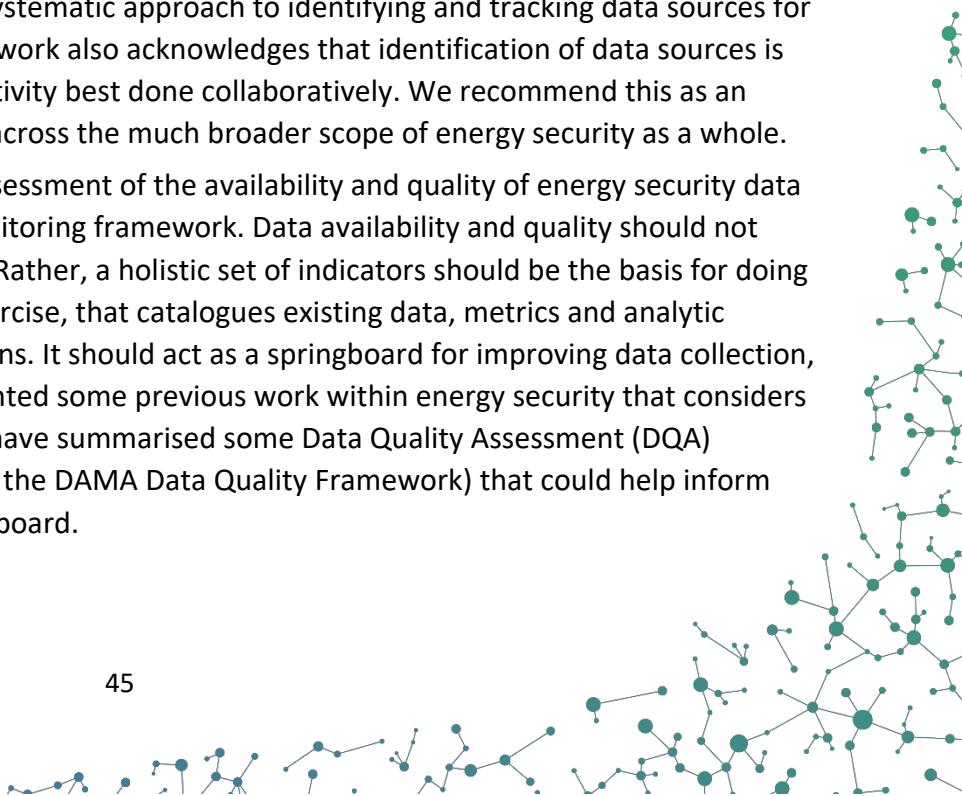 ystematic approach to identifying and tracking data sources for
work also acknowledges that identification of data sources is
tivity best done collaboratively. We recommend this as an
across the much broader scope of energy security as a whole.
sessment of the availability and quality of energy security data
itoring framework. Data availability and quality should not
Rather, a holistic set of indicators should be the basis for doing
rcise, that catalogues existing data, metrics and analytic
ns. It should act as a springboard for improving data collection,
nted some previous work within energy security that considers
have summarised some Data Quality Assessment (DQA)
the DAMA Data Quality Framework) that could help inform
board.
45